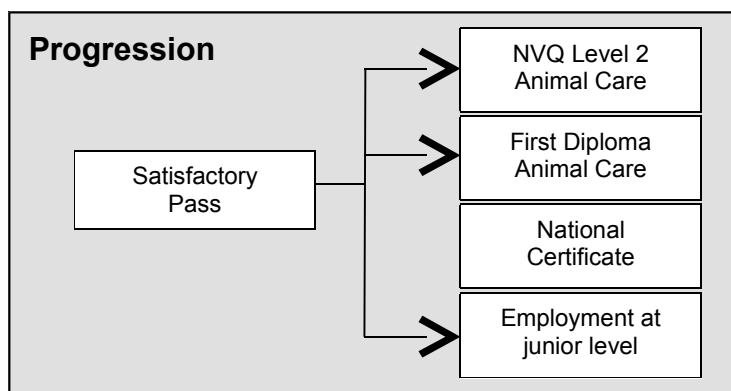 Progression
NVQ Level 2
Animal Care
First Diploma
Animal Care
Satisfactory
Pass
National
Certificate
Employment at
junior level